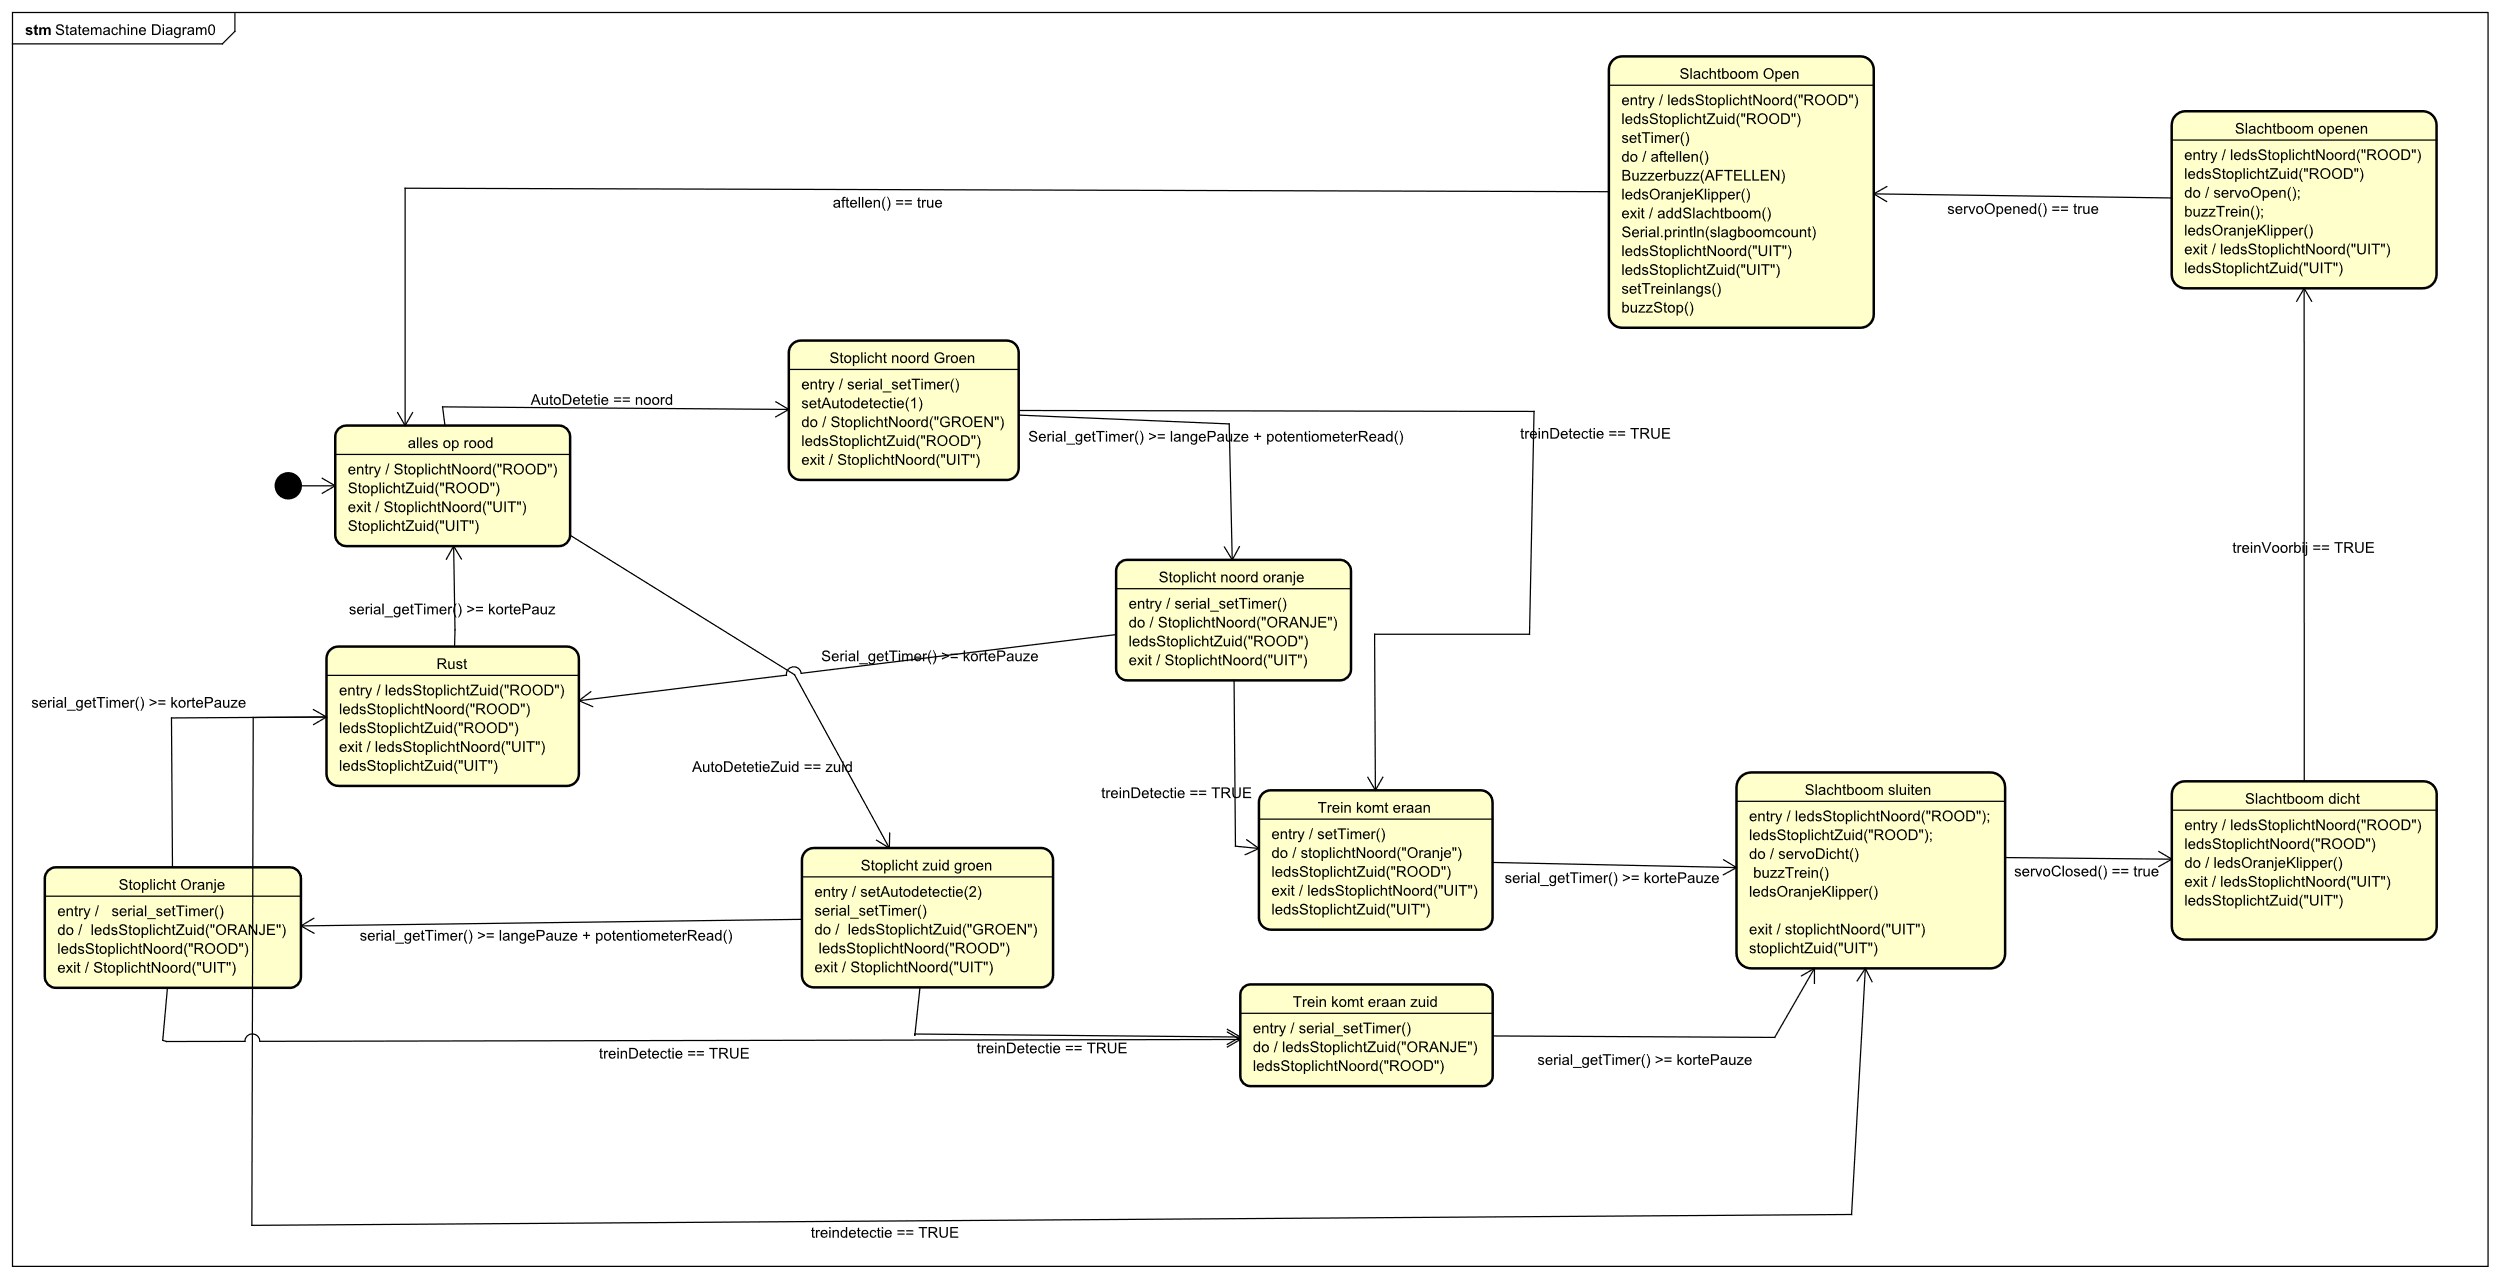 stm Statemachine Diagram0
Slachtboom Open
entry / ledsStoplichtNoord("ROOD")
ledsStoplichtZuid("ROOD")
setTimer()
do / aftellen()
Buzzerbuzz(AFTELLEN)
ledsOranjeKlipper()
exit / addSlachtboom()
Serial.println(slagboomcount)
ledsStoplichtNoord("UIT")
ledsStoplichtZuid("UIT")
setTreinlangs()
buzzStop()
Slachtboom openen
entry / ledsStoplichtNoord("ROOD")
ledsStoplichtZuid("ROOD")
do / servoOpen();
buzzTrein();
ledsOranjeKlipper()
exit / ledsStoplichtNoord("UIT")
ledsStoplichtZuid("UIT")
aftellen() == true
servoOpened() == true
Stoplicht noord Groen
entry / serial_setTimer()
setAutodetectie(1)
do / StoplichtNoord("GROEN")
ledsStoplichtZuid("ROOD")
exit / StoplichtNoord("UIT")
AutoDetetie == noord
Serial_getTimer() >= langePauze + potentiometerRead()
treinDetectie == TRUE
alles op rood
entry / StoplichtNoord("ROOD")
StoplichtZuid("ROOD")
exit / StoplichtNoord("UIT")
StoplichtZuid("UIT")
treinVoorbij == TRUE
Stoplicht noord oranje
entry / serial_setTimer()
do / StoplichtNoord("ORANJE")
ledsStoplichtZuid("ROOD")
exit / StoplichtNoord("UIT")
serial_getTimer() >= kortePauz
Serial_getTimer() >= kortePauze
Rust
entry / ledsStoplichtZuid("ROOD")
ledsStoplichtNoord("ROOD")
ledsStoplichtZuid("ROOD")
exit / ledsStoplichtNoord("UIT")
ledsStoplichtZuid("UIT")
serial_getTimer() >= kortePauze
AutoDetetieZuid == zuid
treinDetectie == TRUE
Trein komt eraan
entry / setTimer()
do / stoplichtNoord("Oranje")
ledsStoplichtZuid("ROOD")
exit / ledsStoplichtNoord("UIT")
ledsStoplichtZuid("UIT")
serial_getTimer() >= kortePauze
Slachtboom sluiten
entry / ledsStoplichtNoord("ROOD");
ledsStoplichtZuid("ROOD");
do / servoDicht()
buzzTrein()
ledsOranjeKlipper()
exit / stoplichtNoord("UIT")
stoplichtZuid("UIT")
servoClosed() == true
Slachtboom dicht
entry / ledsStoplichtNoord("ROOD")
ledsStoplichtNoord("ROOD")
do / ledsOranjeKlipper()
exit / ledsStoplichtNoord("UIT")
ledsStoplichtZuid("UIT")
Stoplicht Oranje
entry / serial_setTimer()
do / ledsStoplichtZuid("ORANJE")
ledsStoplichtNoord("ROOD")
exit / StoplichtNoord("UIT")
Stoplicht zuid groen
entry / setAutodetectie(2)
serial_setTimer()
do / ledsStoplichtZuid("GROEN")
ledsStoplichtNoord("ROOD")
exit / StoplichtNoord("UIT")
serial_getTimer() >= langePauze + potentiometerRead()
Trein komt eraan zuid
entry / serial_setTimer()
do / ledsStoplichtZuid("ORANJE")
ledsStoplichtNoord("ROOD")
treinDetectie == TRUE
treinDetectie == TRUE
serial_getTimer() >= kortePauze
treindetectie == TRUE